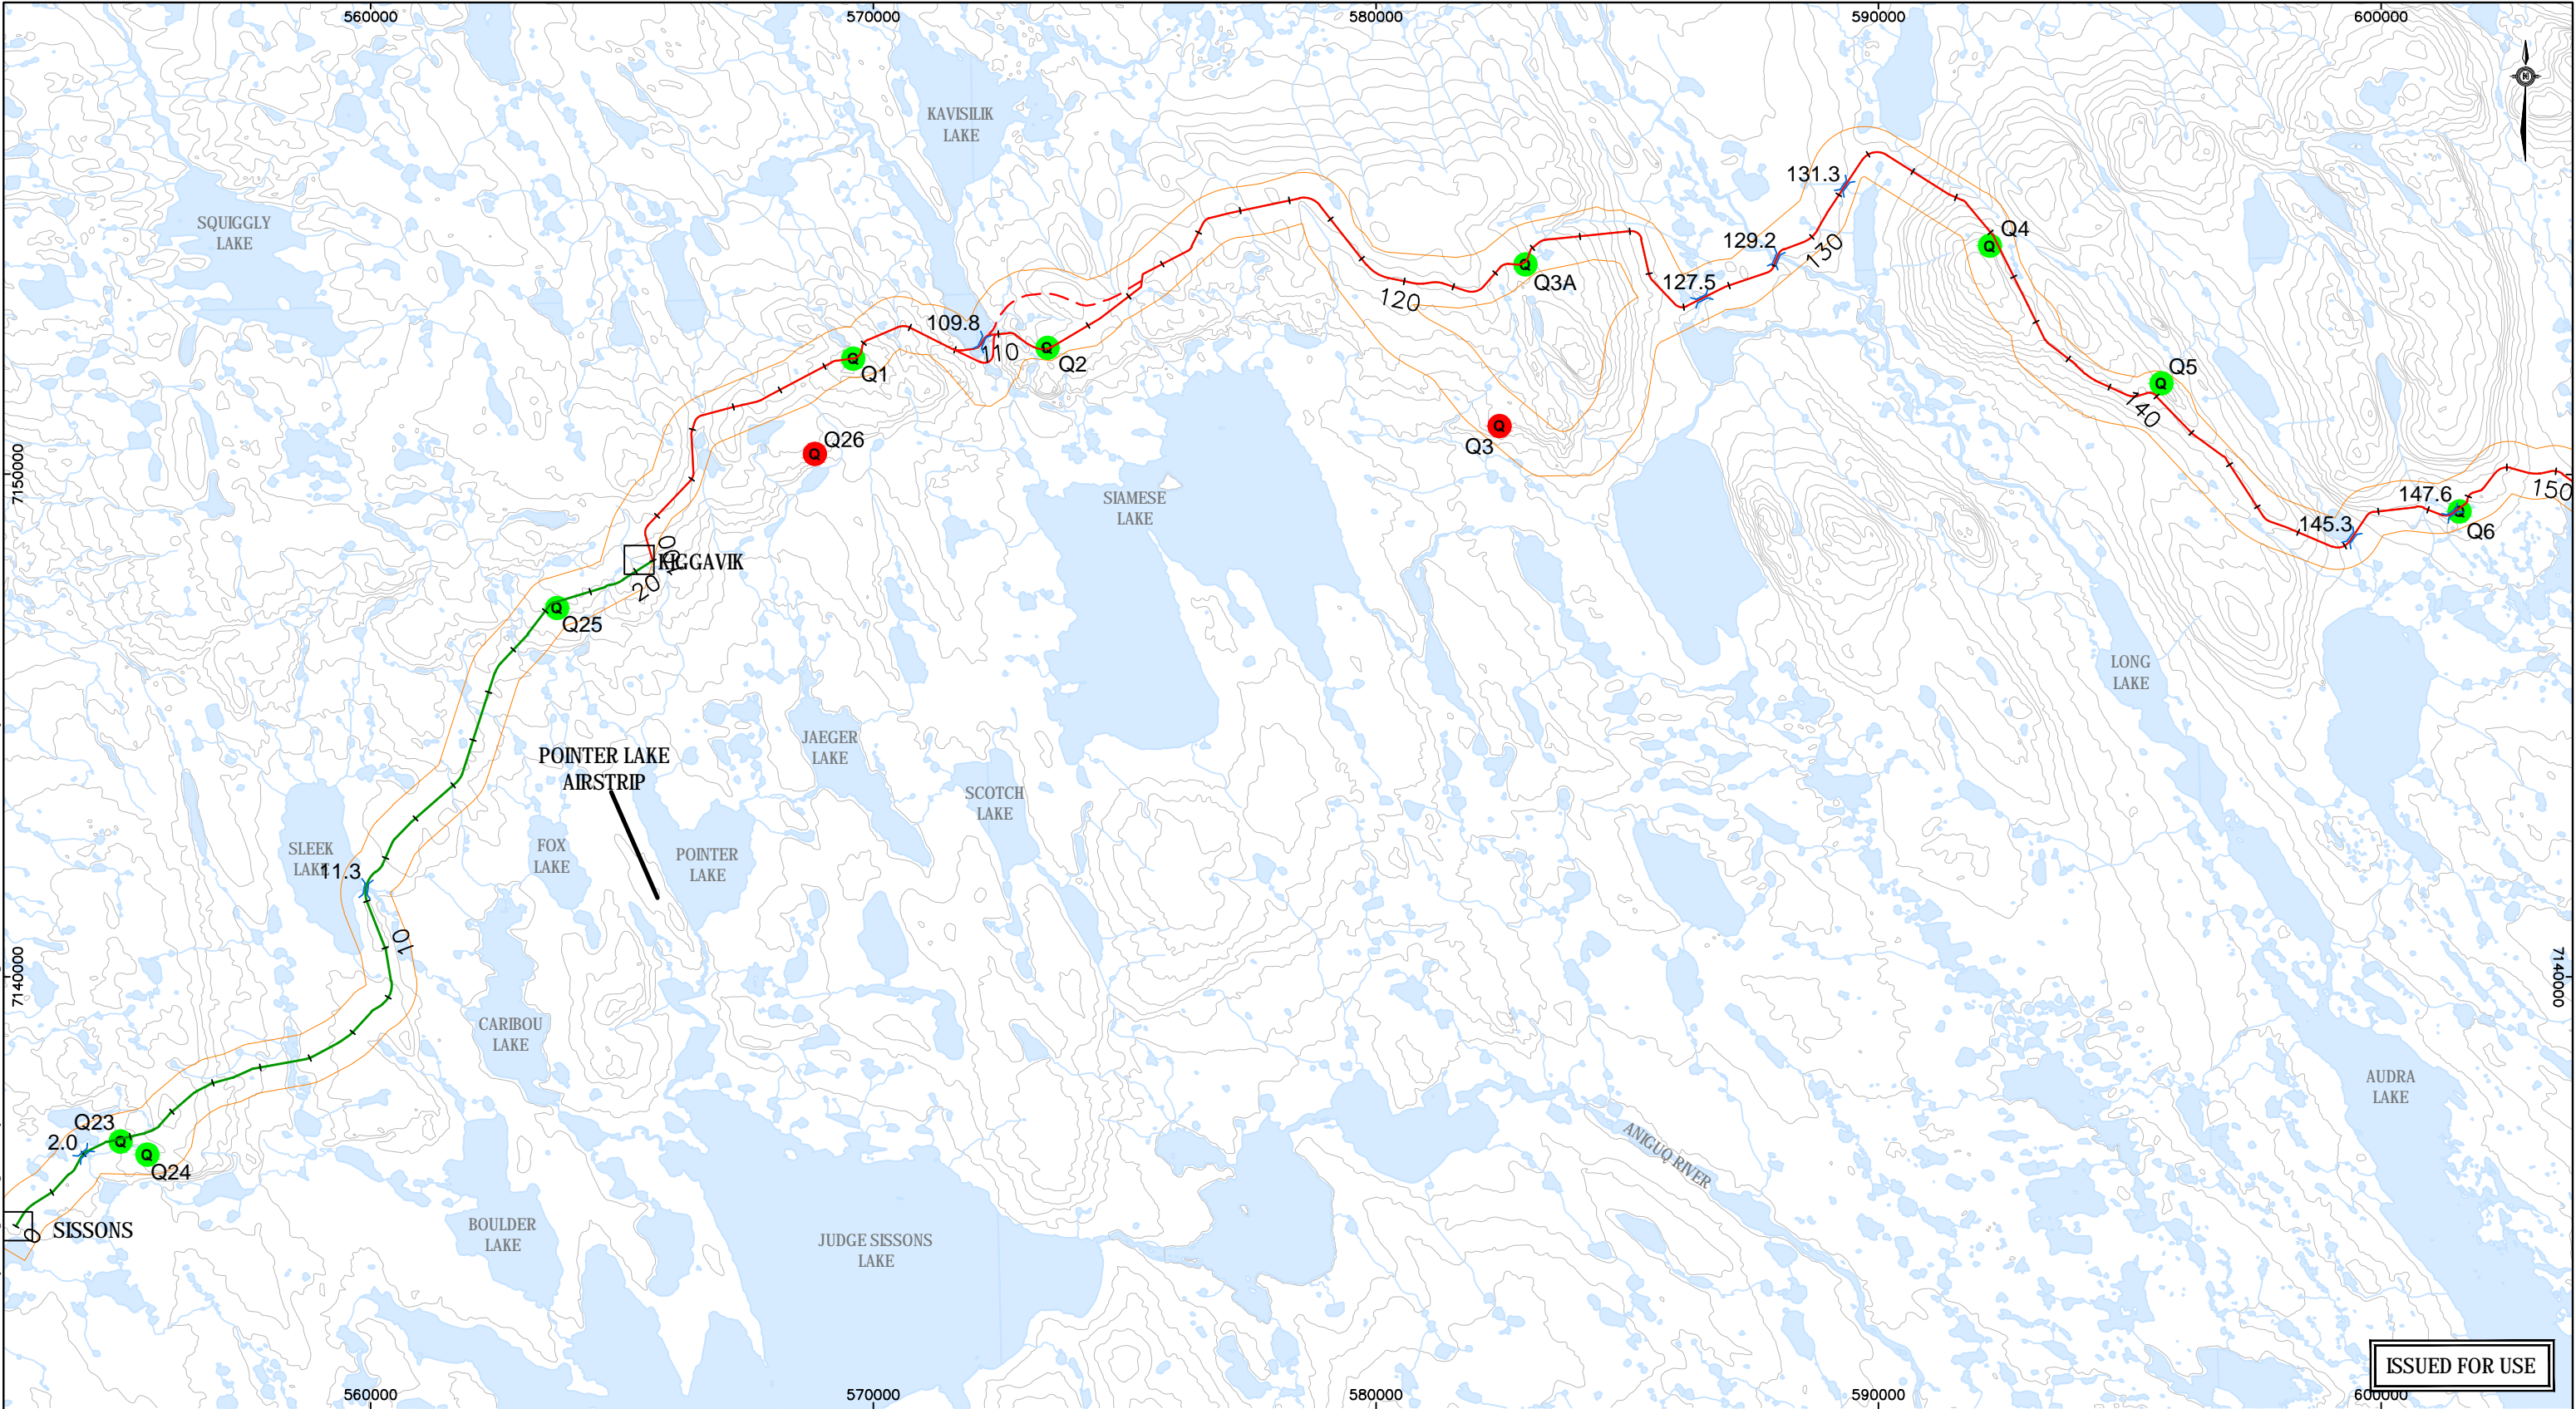 560000
570000
580000
590000
600000
N
KAVISILIK
LAKE
SQUIGGLY
LAKE
131.3
129.2
130
127.5
Q
Q4
Q
Q3A
120
109.8
110
Q
Q2
Q
Q1
Q
Q5
140
Q
Q3
Q
Q26
7150000
SIAMESE
LAKE
145.3
147.6
Q
Q6
150
100
KIGGAVIK
20
Q
Q25
LONG
LAKE
JAEGER
LAKE
POINTER LAKE
AIRSTRIP
SCOTCH
LAKE
SLEEK
LAKE
11.3
FOX
LAKE
POINTER
LAKE
10
7140000
7140000
CARIBOU
LAKE
AUDRA
LAKE
Q23
Q
2.0
Q
Q24
ANIGUQ RIVER
0
SISSONS
BOULDER
LAKE
JUDGE SISSONS
LAKE
ISSUED FOR USE
560000
570000
580000
590000
600000